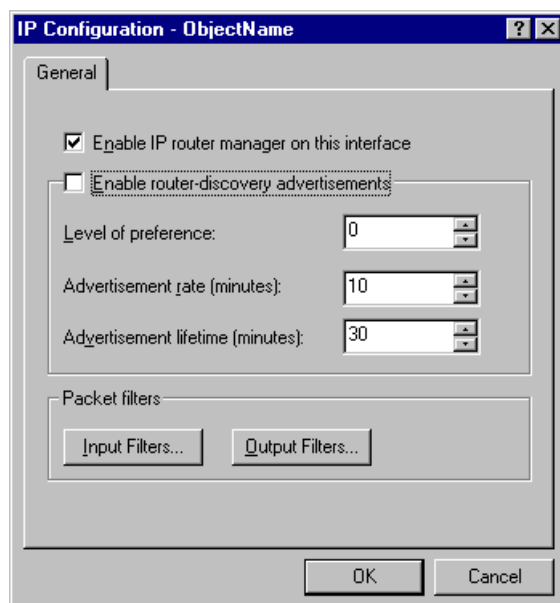 IP Configuration - ObjectName
General
Enable IP router manager on this interface
Enable router-discovery advertisements
Level of preference: 0
Advertisement rate (minutes): 10
Advertisement lifetime (minutes): 30
Packet filters
Input Filters... Output Filters...
OK Cancel